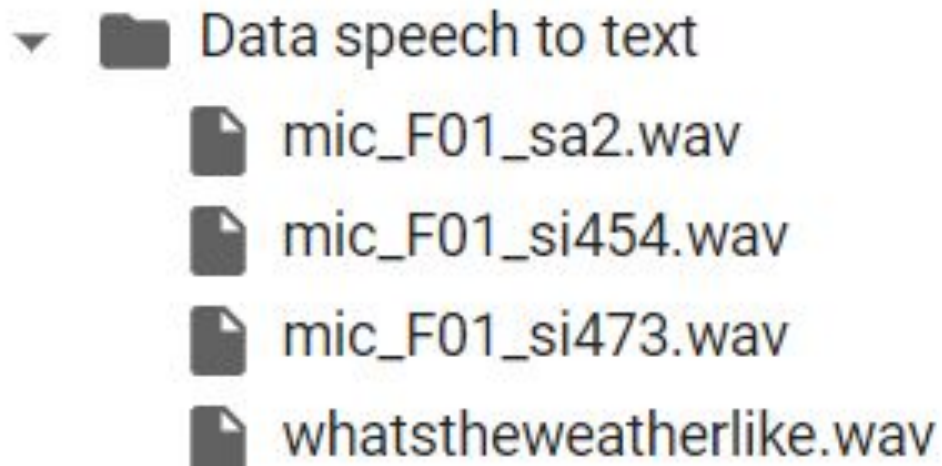 Data speech to text
mic_F01_sa2.wav
mic_F01_si454.wav
mic_F01_si473.wav
whatstheweatherlike.wav